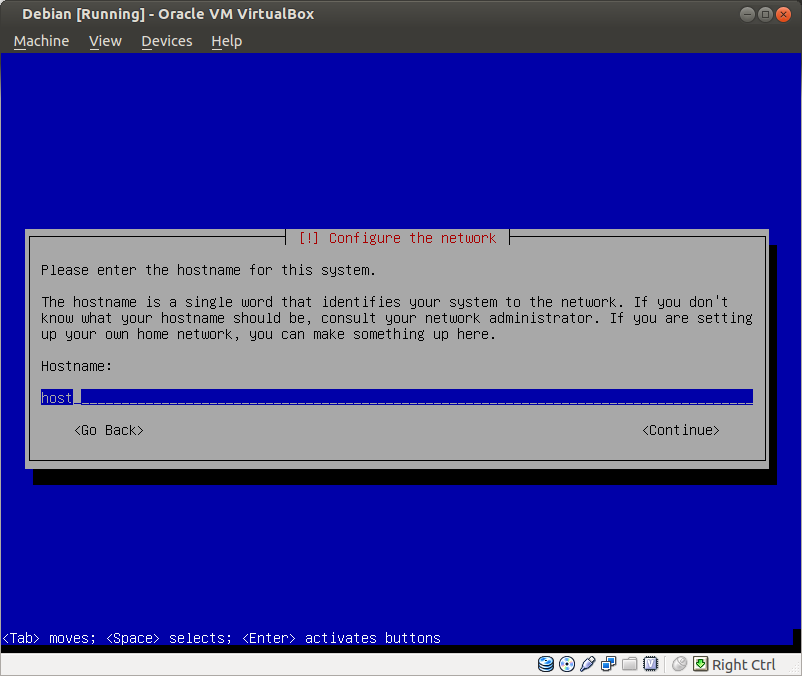 Debian [Running] - Oracle VM VirtualBox
Machine View Devices Help
[!] Configure the network
Please enter the hostname for this system.
The hostname is a single word that identifies your system to the network. If you don't
know what your hostname should be, consult your network administrator. If you are setting
up your own home network, you can make something up here.
Hostname:
host
<Go Back> <Continue>
<Tab> moves; <Space> selects; <Enter> activates buttons
Right Ctrl